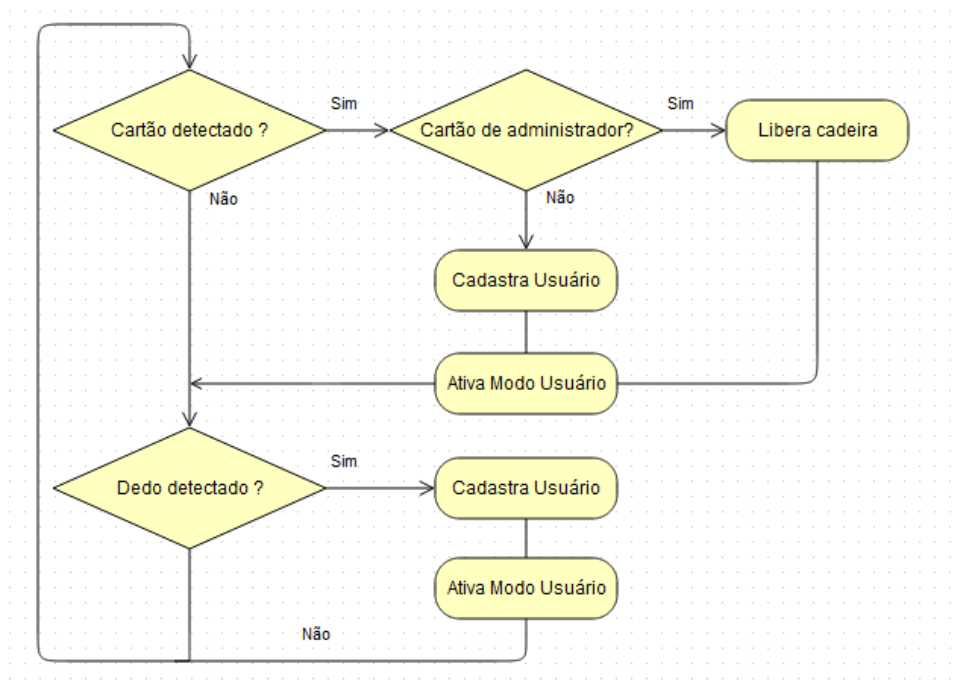 Sim
Sim
Cartão detectado ?
Cartão de administrador?
Libera cadeira
Não
Não
Cadastra Usuário
Ativa Modo Usuário
Sim
Dedo detectado ?
Cadastra Usuário
Ativa Modo Usuário
Não